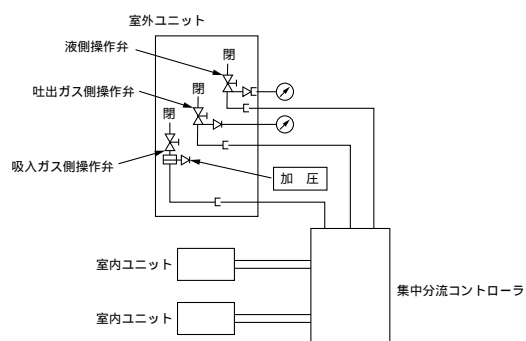 室外ユニット
液側操作弁
閉
吐出ガス側操作弁
閉
閉
吸入ガス側操作弁
加 圧
室内ユニット
集中分流コントローラ
室内ユニット